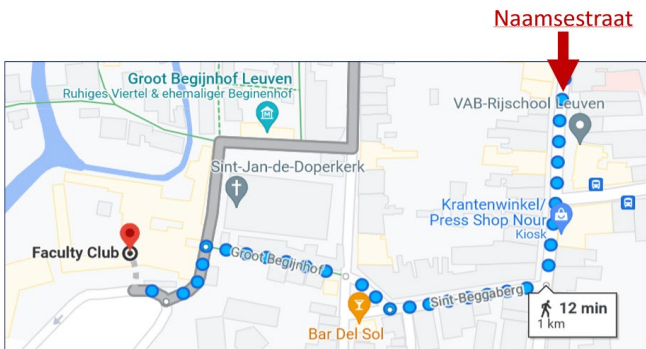 Naamsestraat
Groot Begijnhof Leuven
Ruhiges Viertel & ehemaliger Beginenhof
VAB-Rijschool Leuven
Sint-Jan-de-Doperkerk
Krantenwinkel/
Press Shop Nour
Kiosk
Faculty Club
Groot Begijnhof
Sint-Beggaberg
12 min
1 km
Bar Del Sol